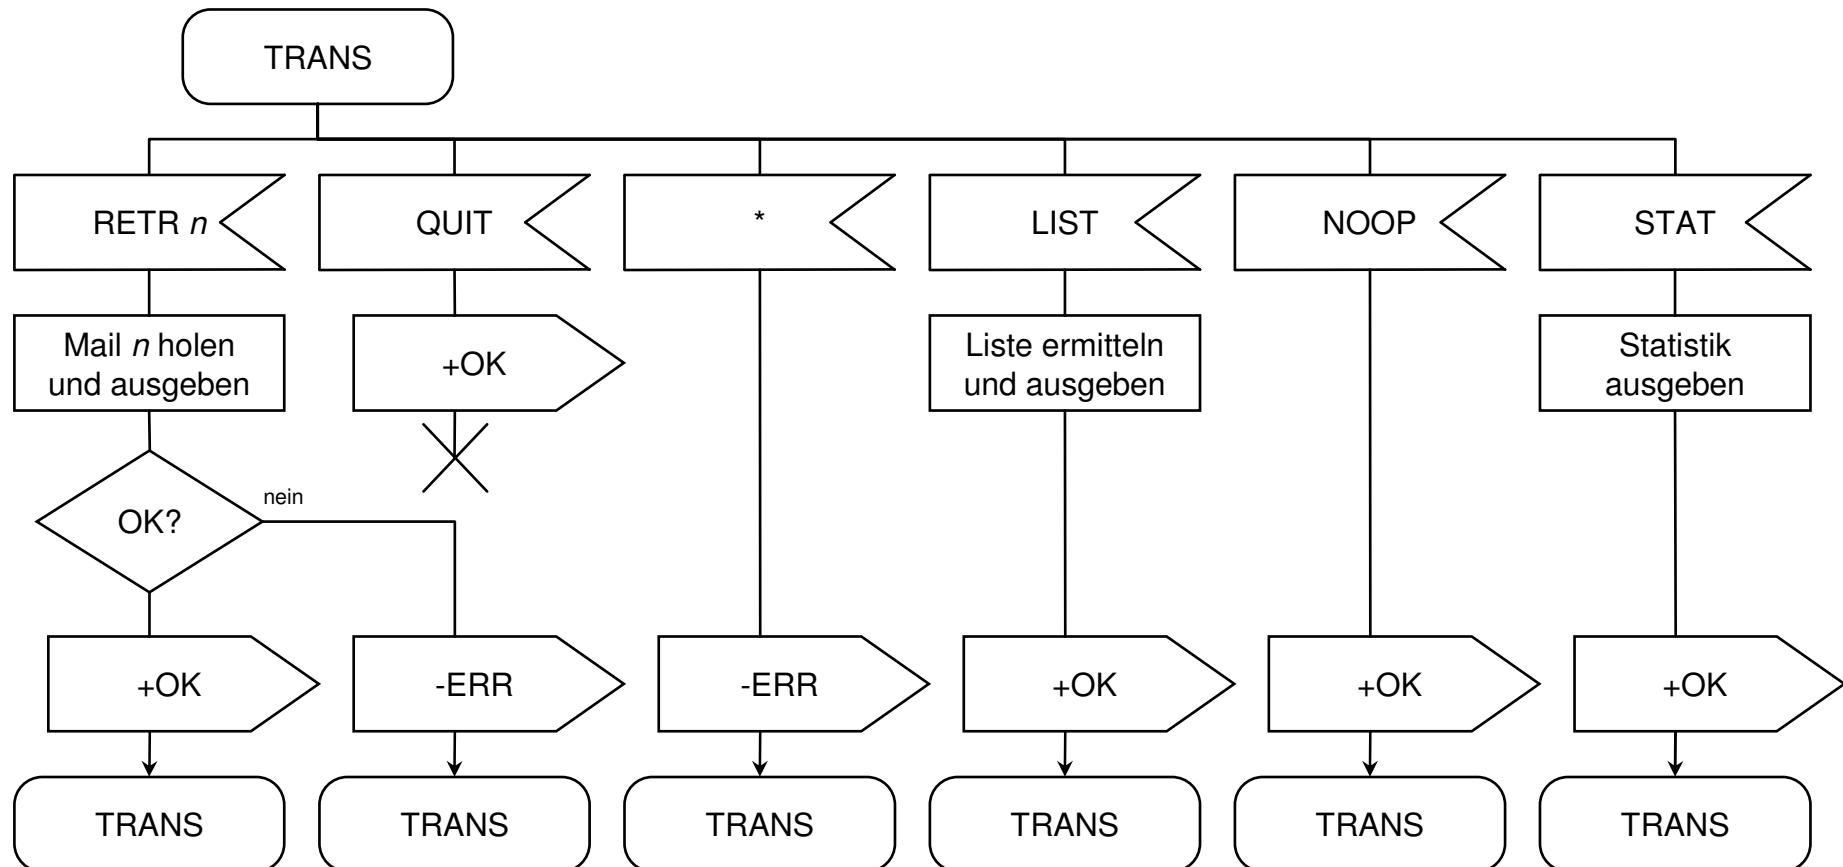 TRANS
RETR n
QUIT
*
LIST
NOOP
STAT
Mail n holen
und ausgeben
+OK
Liste ermitteln
und ausgeben
Statistik
ausgeben
OK?
nein
+OK
-ERR
-ERR
+OK
+OK
+OK
TRANS
TRANS
TRANS
TRANS
TRANS
TRANS